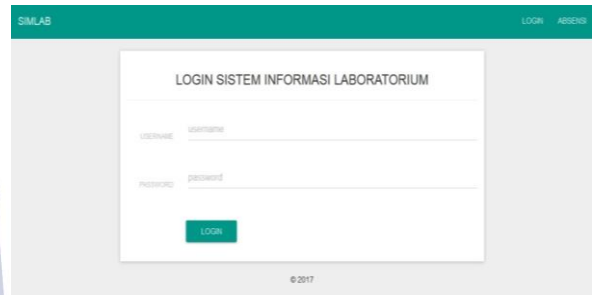 SIMLAB LOGIN ABSENSI
LOGIN SISTEM INFORMASI LABORATORIUM
USERNAME username
PASSWORD password
LOGIN
© 2017